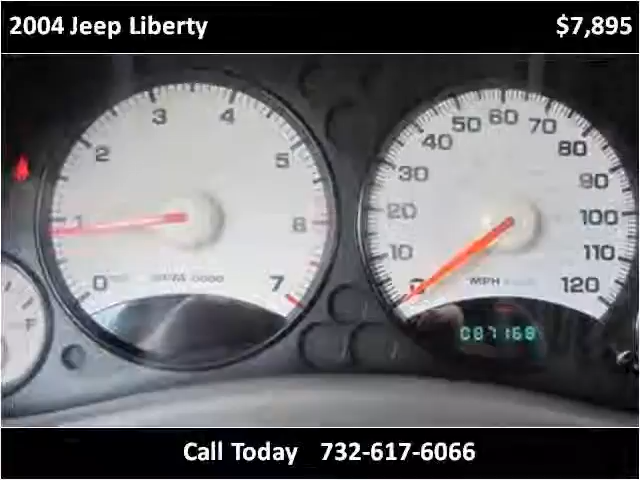 2004 Jeep Liberty $7,895
0 1 2 3 4 5 6 7
0 10 20 30 40 50 60 70 80 90 100 110 120
MPH
087168
F
Call Today 732-617-6066